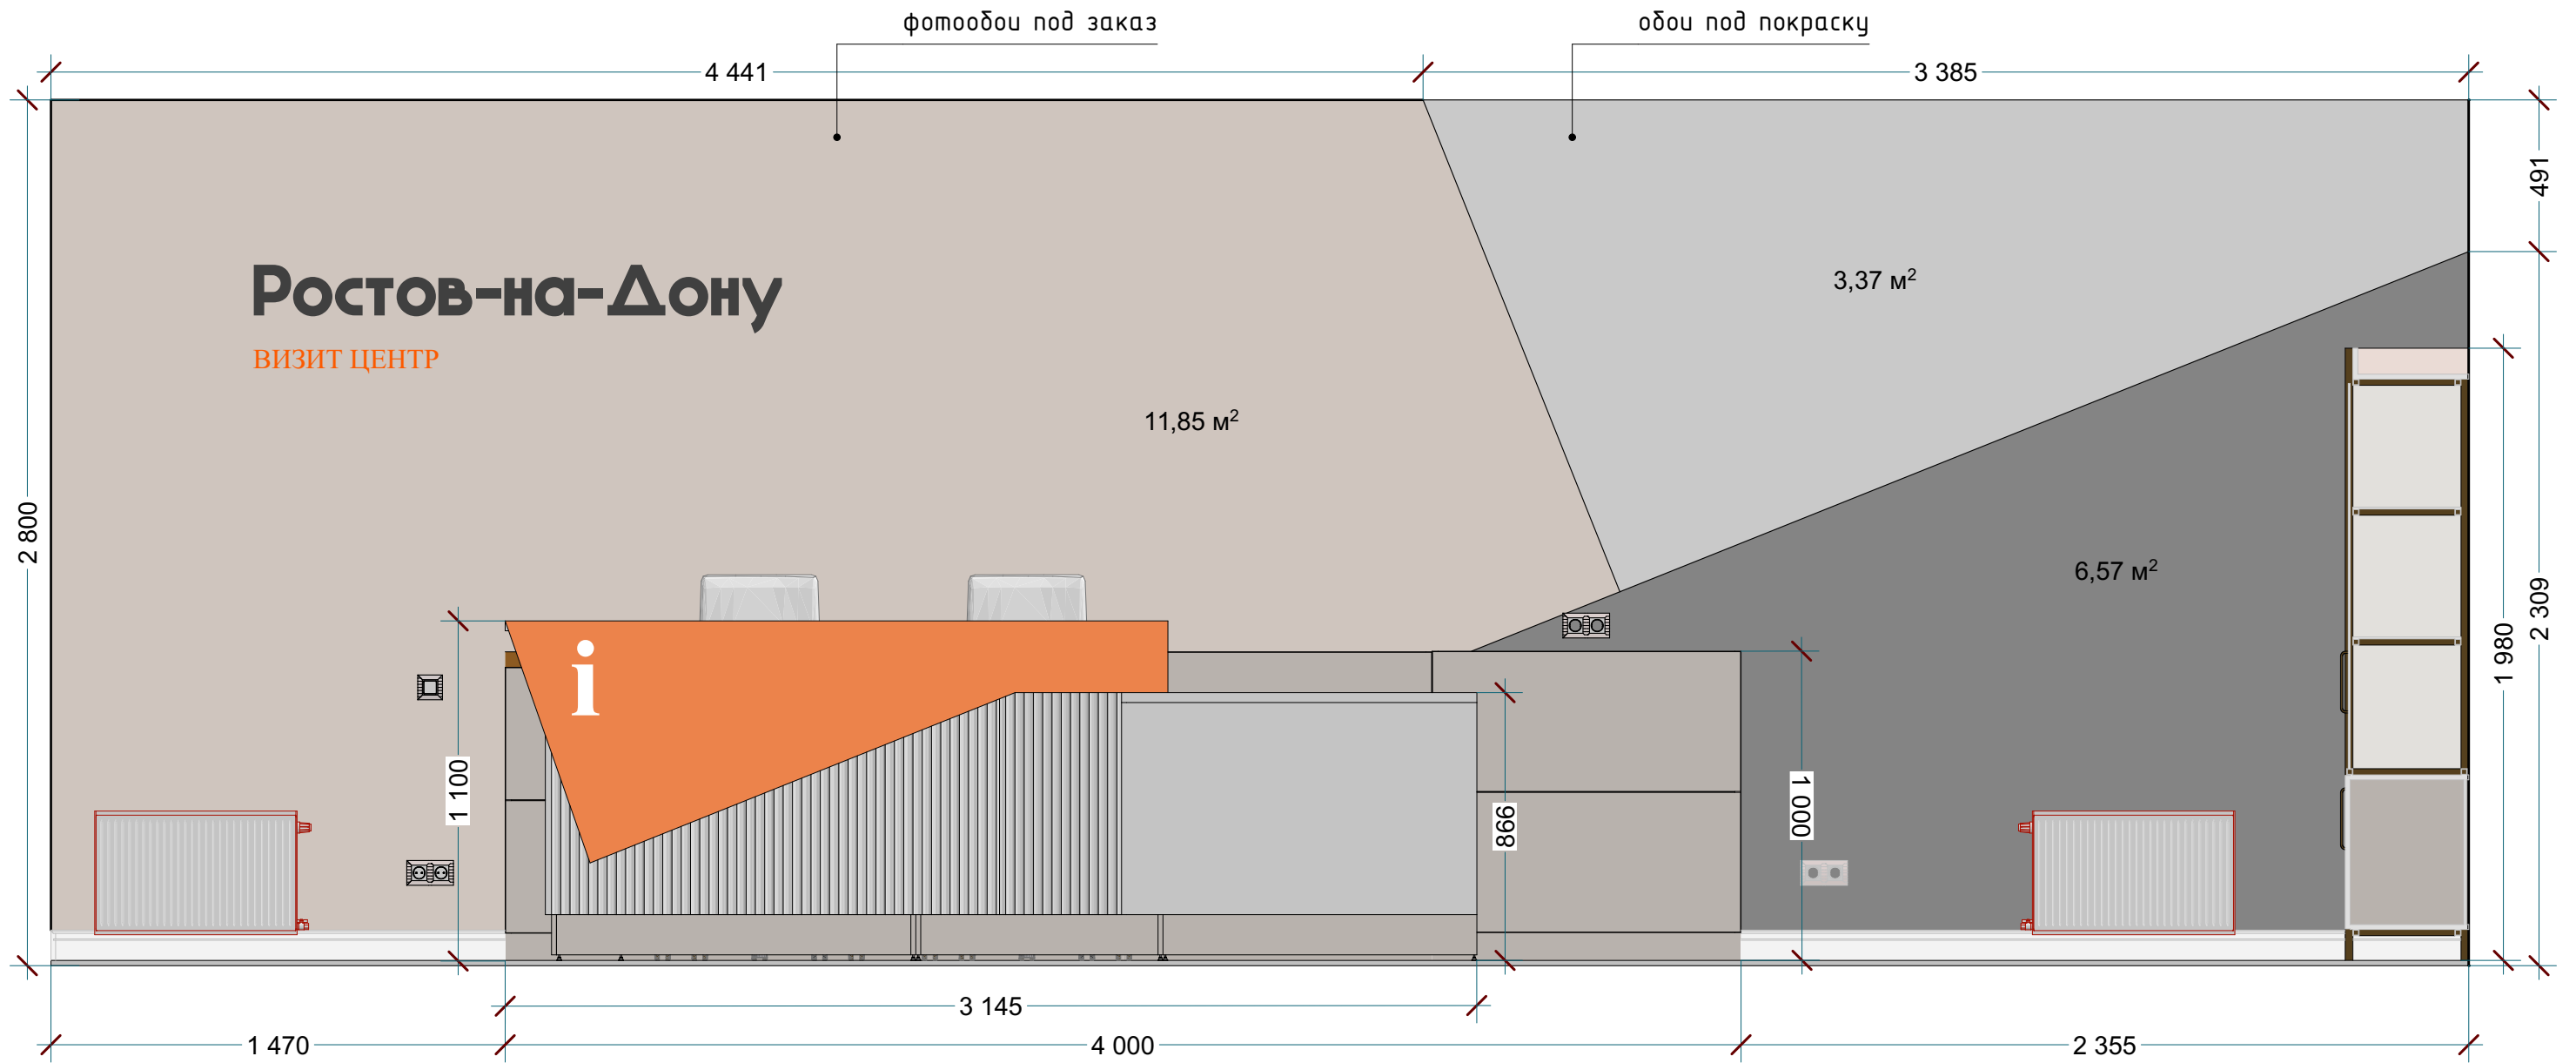 фотообои под заказ
обои под покраску
4 441
3 385
491
Ростов-на-Дону
ВИЗИТ ЦЕНТР
3,37 м²
11,85 м²
6,57 м²
2 800
2 309
1 980
i
1 100
866
1 000
3 145
1 470
4 000
2 355